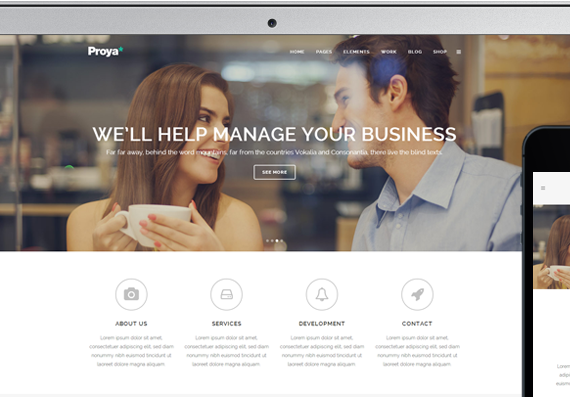 Proya
HOME PAGES ELEMENTS WORK BLOG SHOP
WE'LL HELP MANAGE YOUR BUSINESS
Far far away, behind the word mountains, far from the countries Vokalia and Consonantia, there live the blind texts.
SEE MORE
ABOUT US
Lorem ipsum dolor sit amet,
consectetuer adipiscing elit, sed diam
nonummy nibh euismod tincidunt ut
laoreet dolore magna aliquam
SERVICES
Lorem ipsum dolor sit amet,
consectetuer adipiscing elit, sed diam
nonummy nibh euismod tincidunt ut
laoreet dolore magna aliquam
DEVELOPMENT
Lorem ipsum dolor sit amet,
consectetuer adipiscing elit, sed diam
nonummy nibh euismod tincidunt ut
laoreet dolore magna aliquam
CONTACT
Lorem ipsum dolor sit amet,
consectetuer adipiscing elit, sed diam
nonummy nibh euismod tincidunt ut
laoreet dolore magna aliquam